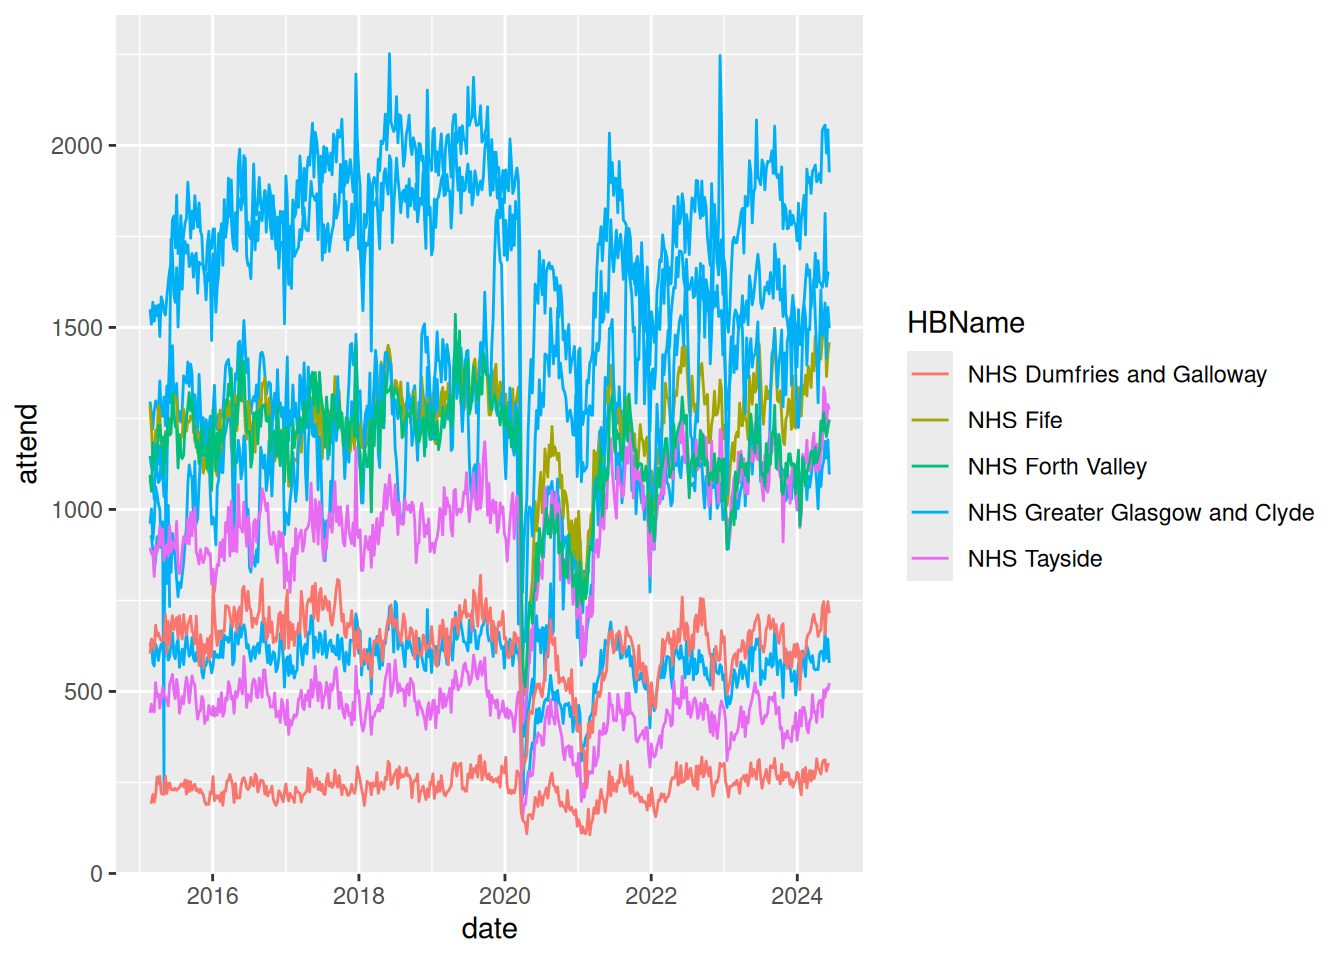 2000
1500
1000
500
0
attend
2016 2018 2020 2022 2024
date
HBName
NHS Dumfries and Galloway
NHS Fife
NHS Forth Valley
NHS Greater Glasgow and Clyde
NHS Tayside